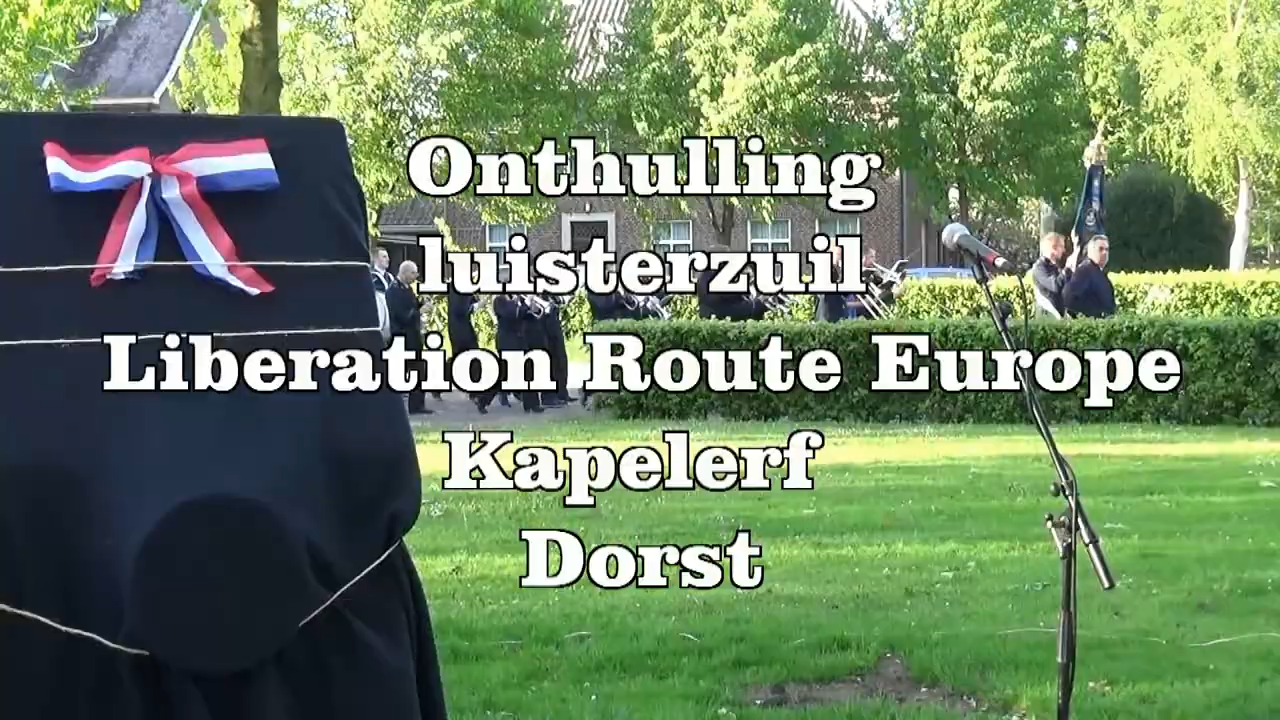 Onthulling
luisterzuil
Liberation Route Europe
Kapelerf
Dorst